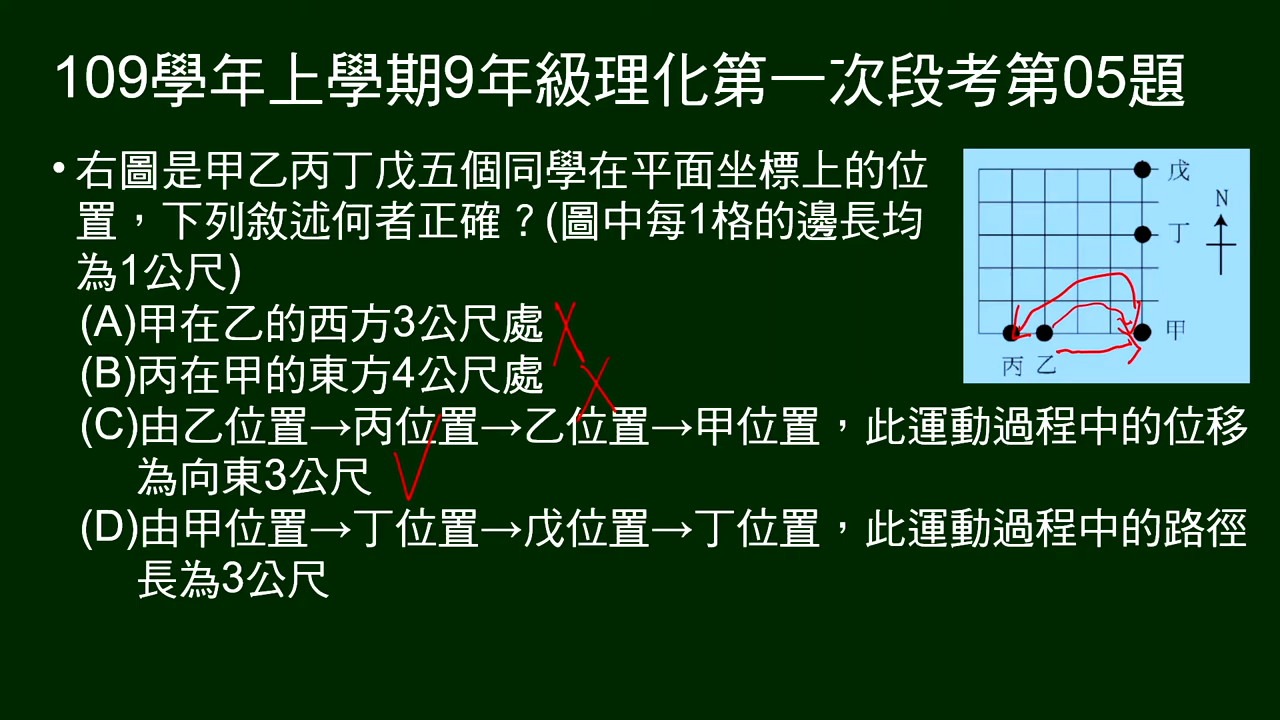 109學年上學期9年級理化第一次段考第05題
• 右圖是甲乙丙丁戊五個同學在平面坐標上的位
置，下列敘述何者正確？(圖中每1格的邊長均
為1公尺)
(A)甲在乙的西方3公尺處
(B)丙在甲的東方4公尺處
(C)由乙位置→丙位置→乙位置→甲位置，此運動過程中的位移
為向東3公尺
(D)由甲位置→丁位置→戊位置→丁位置，此運動過程中的路徑
長為3公尺
戊
N
丁
甲
丙 乙